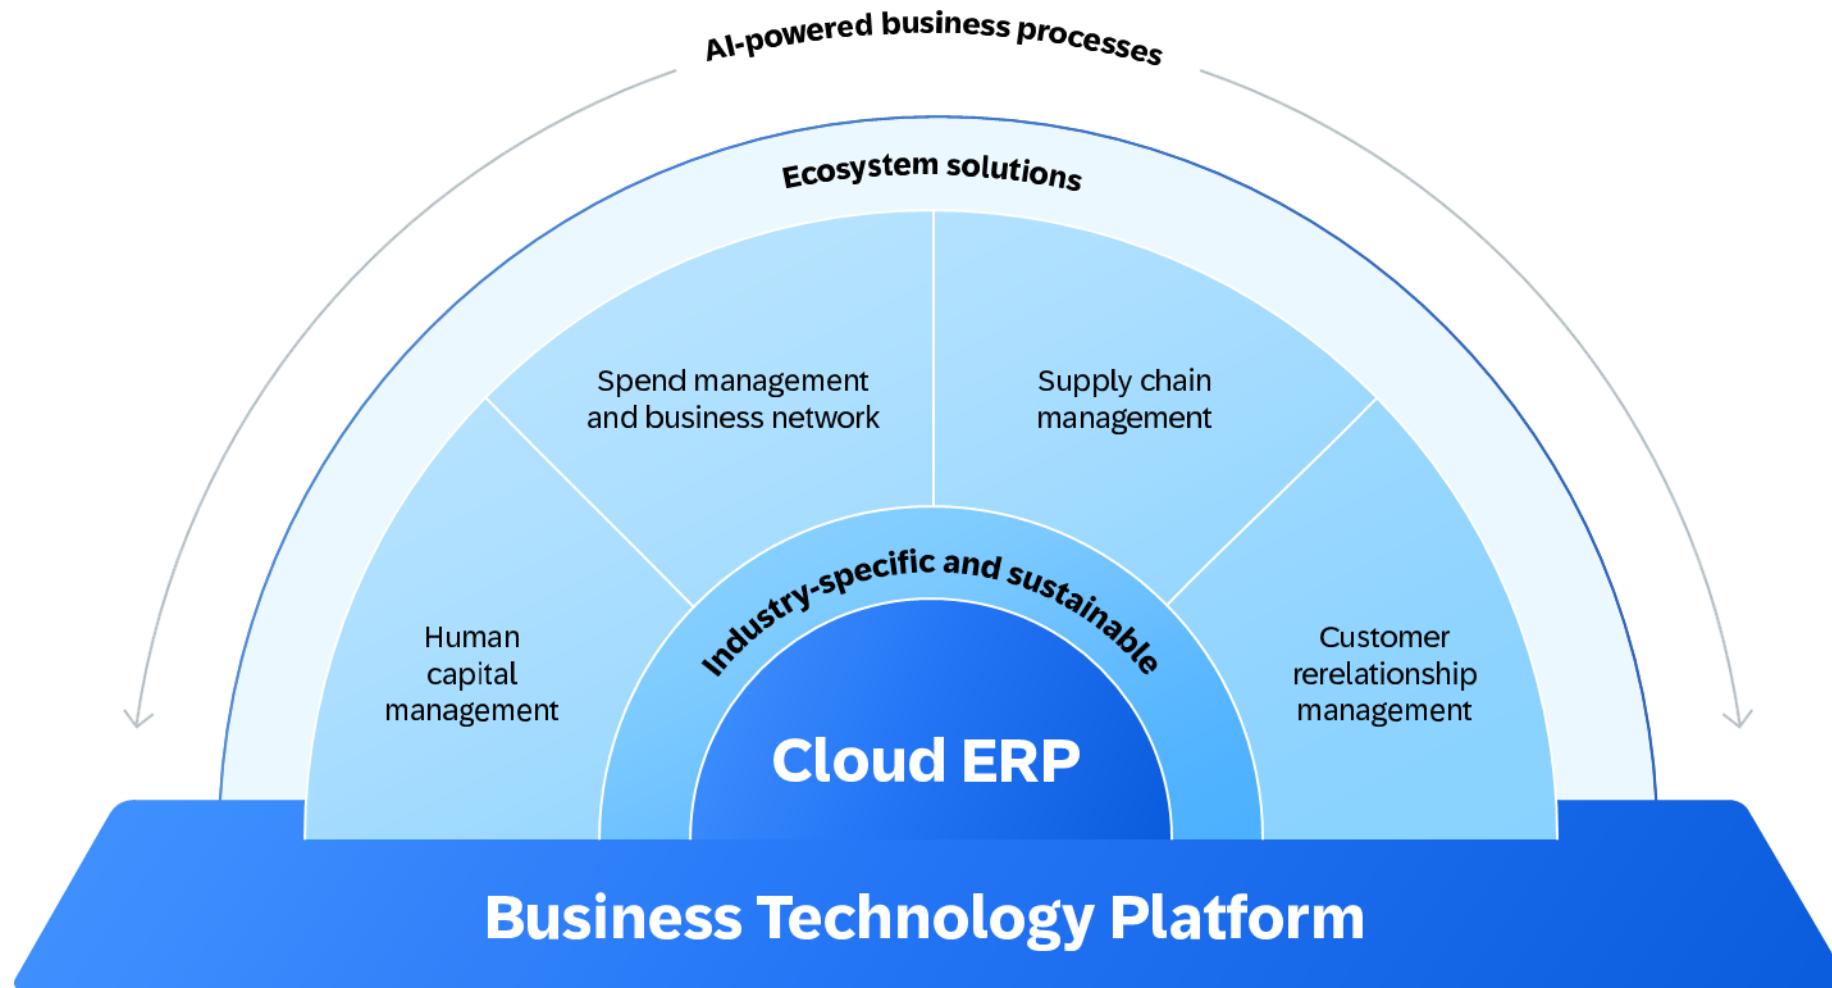 AI-powered business processes
Ecosystem solutions
Spend management
and business network
Supply chain
management
Industry-specific and sustainable
Human
capital
management
Customer
rerelationship
management
Cloud ERP
Business Technology Platform